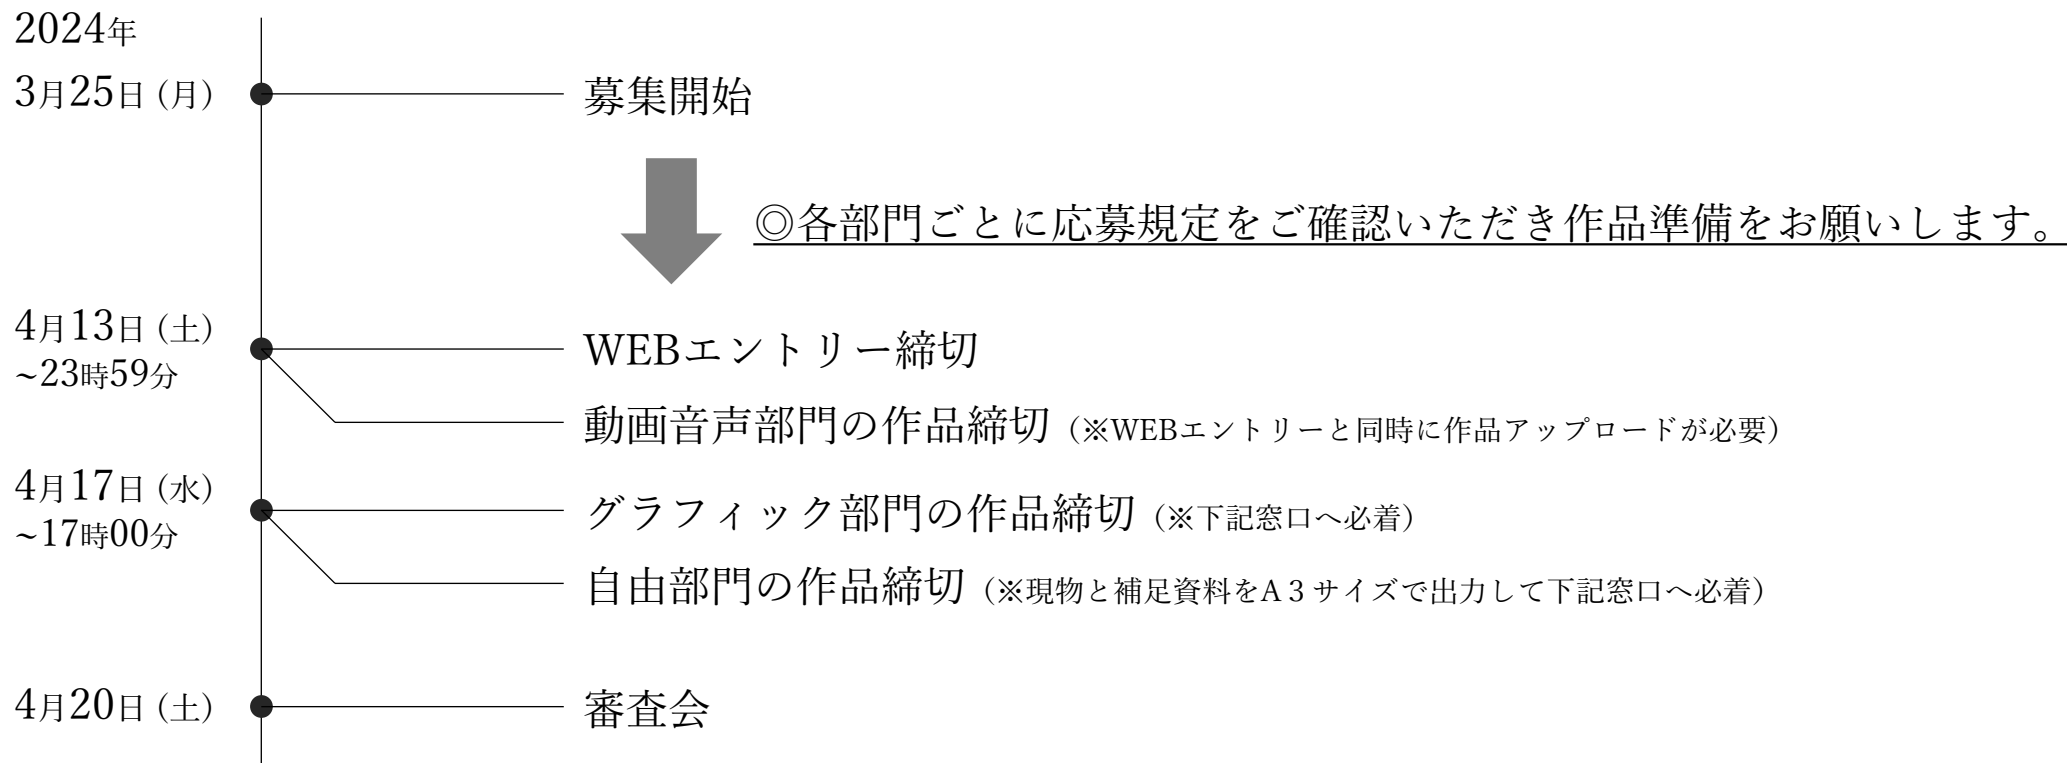 2024年
3月25日（月）
募集開始
◎各部門ごとに応募規定をご確認いただき作品準備をお願いします。
4月13日（土）
~23時59分
WEBエントリー締切
動画音声部門の作品締切（※WEBエントリーと同時に作品アップロードが必要）
4月17日（水）
~17時00分
グラフィック部門の作品締切（※下記窓口へ必着）
自由部門の作品締切（※現物と補足資料をA３サイズで出力して下記窓口へ必着）
4月20日（土）
審査会